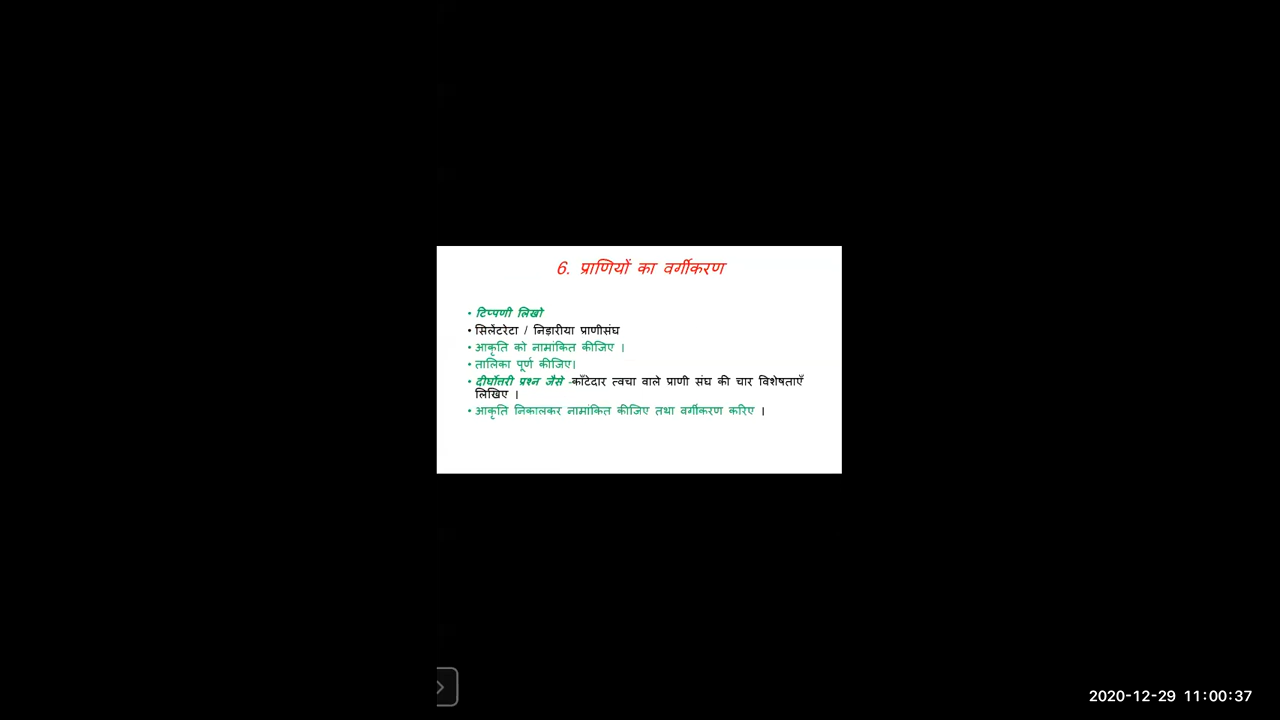 6. प्राणियों का वर्गीकरण
• टिप्पणी लिखो
• सिलेंटरेटा / निडारीया प्राणीसंघ
• आकृति को नामांकित कीजिए ।
• तालिका पूर्ण कीजिए।
• दीर्घोत्तरी प्रश्न जैसे -काँटेदार त्वचा वाले प्राणी संघ की चार विशेषताएँ
लिखिए ।
• आकृति निकालकर नामांकित कीजिए तथा वर्गीकरण करिए ।
2020-12-29 11:00:37